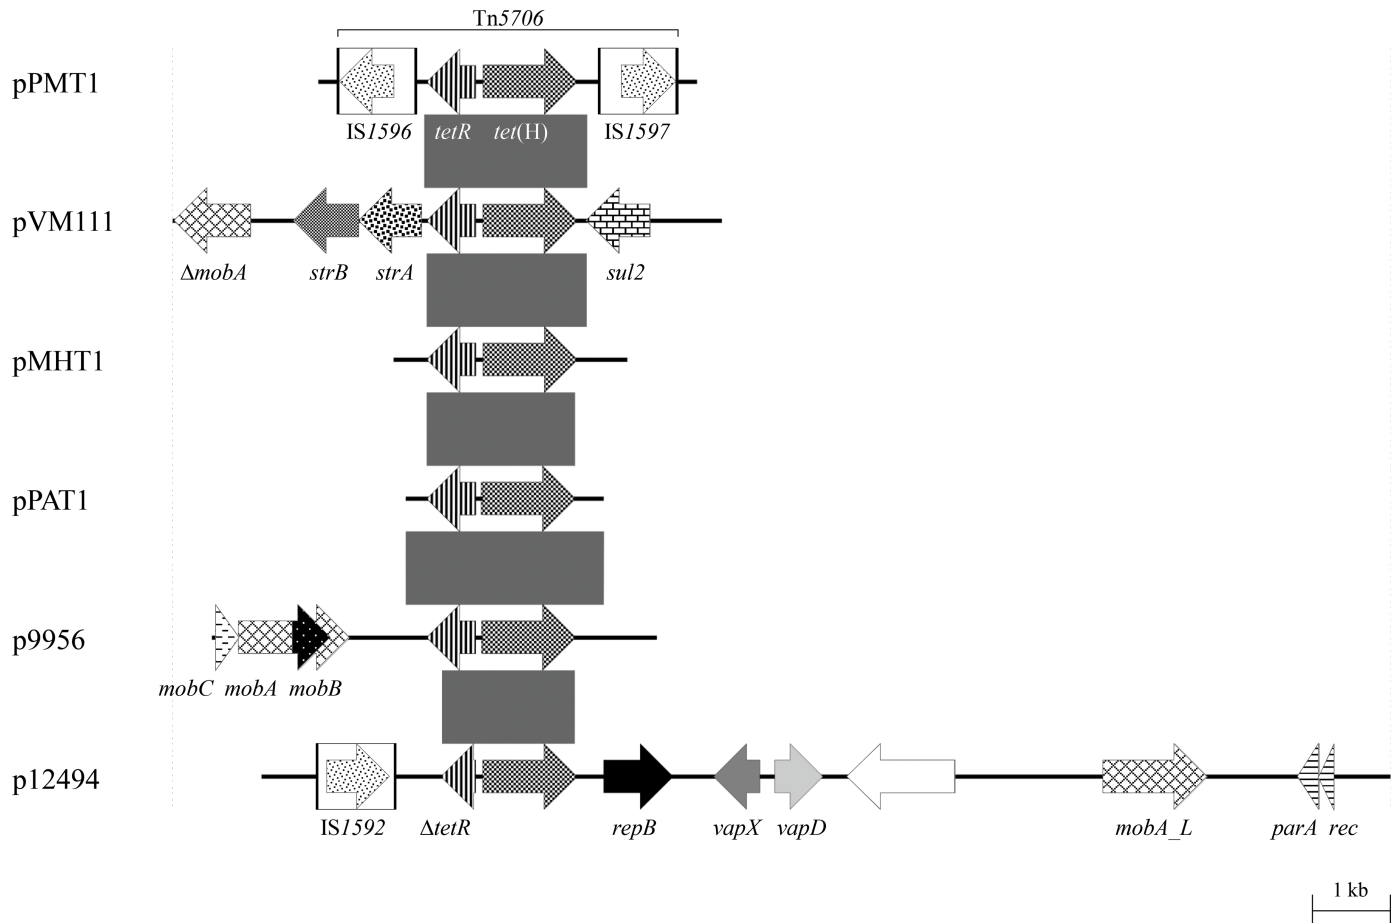 Tn5706
pPMT1
IS1596 tetR tet(H) IS1597
pVM111
ΔmobA strB strA sul2
pMHT1
pPAT1
p9956
mobC mobA mobB
p12494
IS1592 ΔtetR repB vapX vapD mobA_L parA rec
1 kb